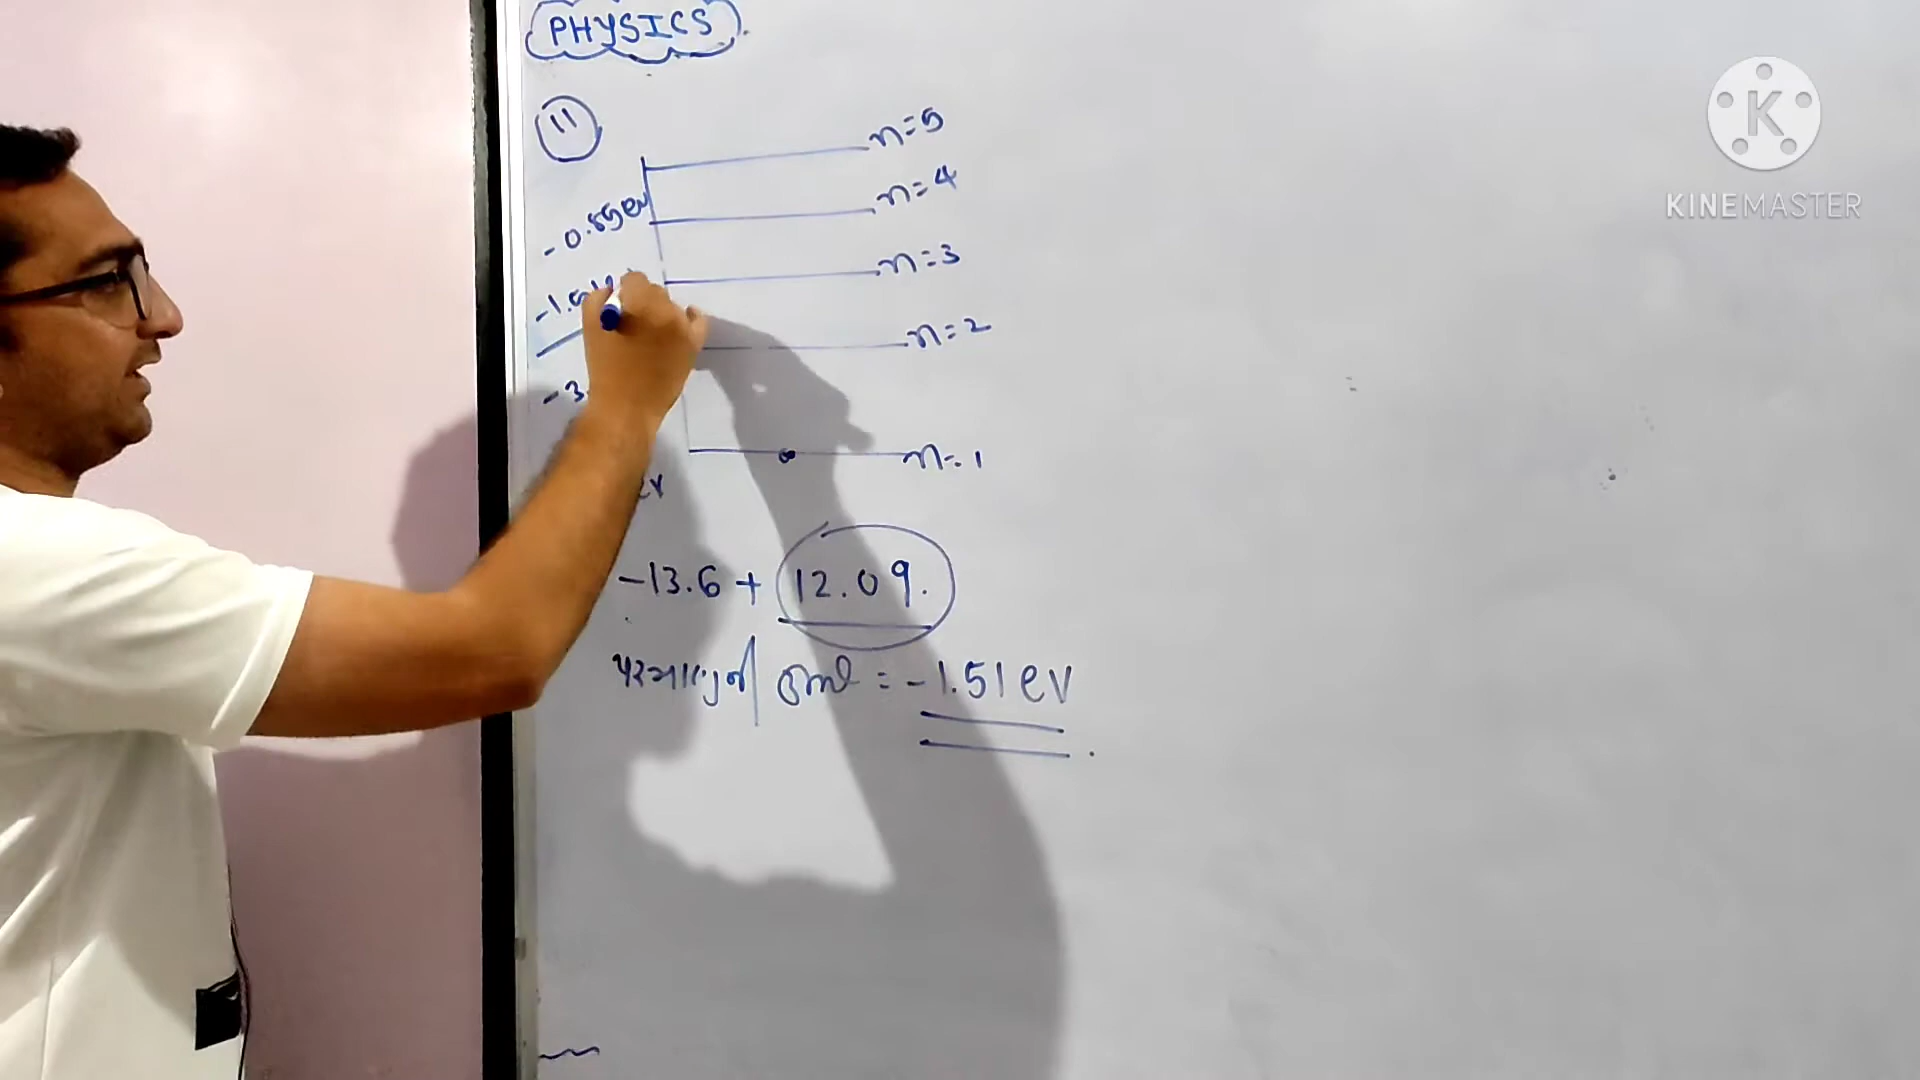 PHYSICS
11
n=5
-0.85ev n=4
n=3
n=2
n=1
ev
-13.6 + 12.09.
પરમાણુની ઊર્જા = -1.51 ev
KINEMASTER